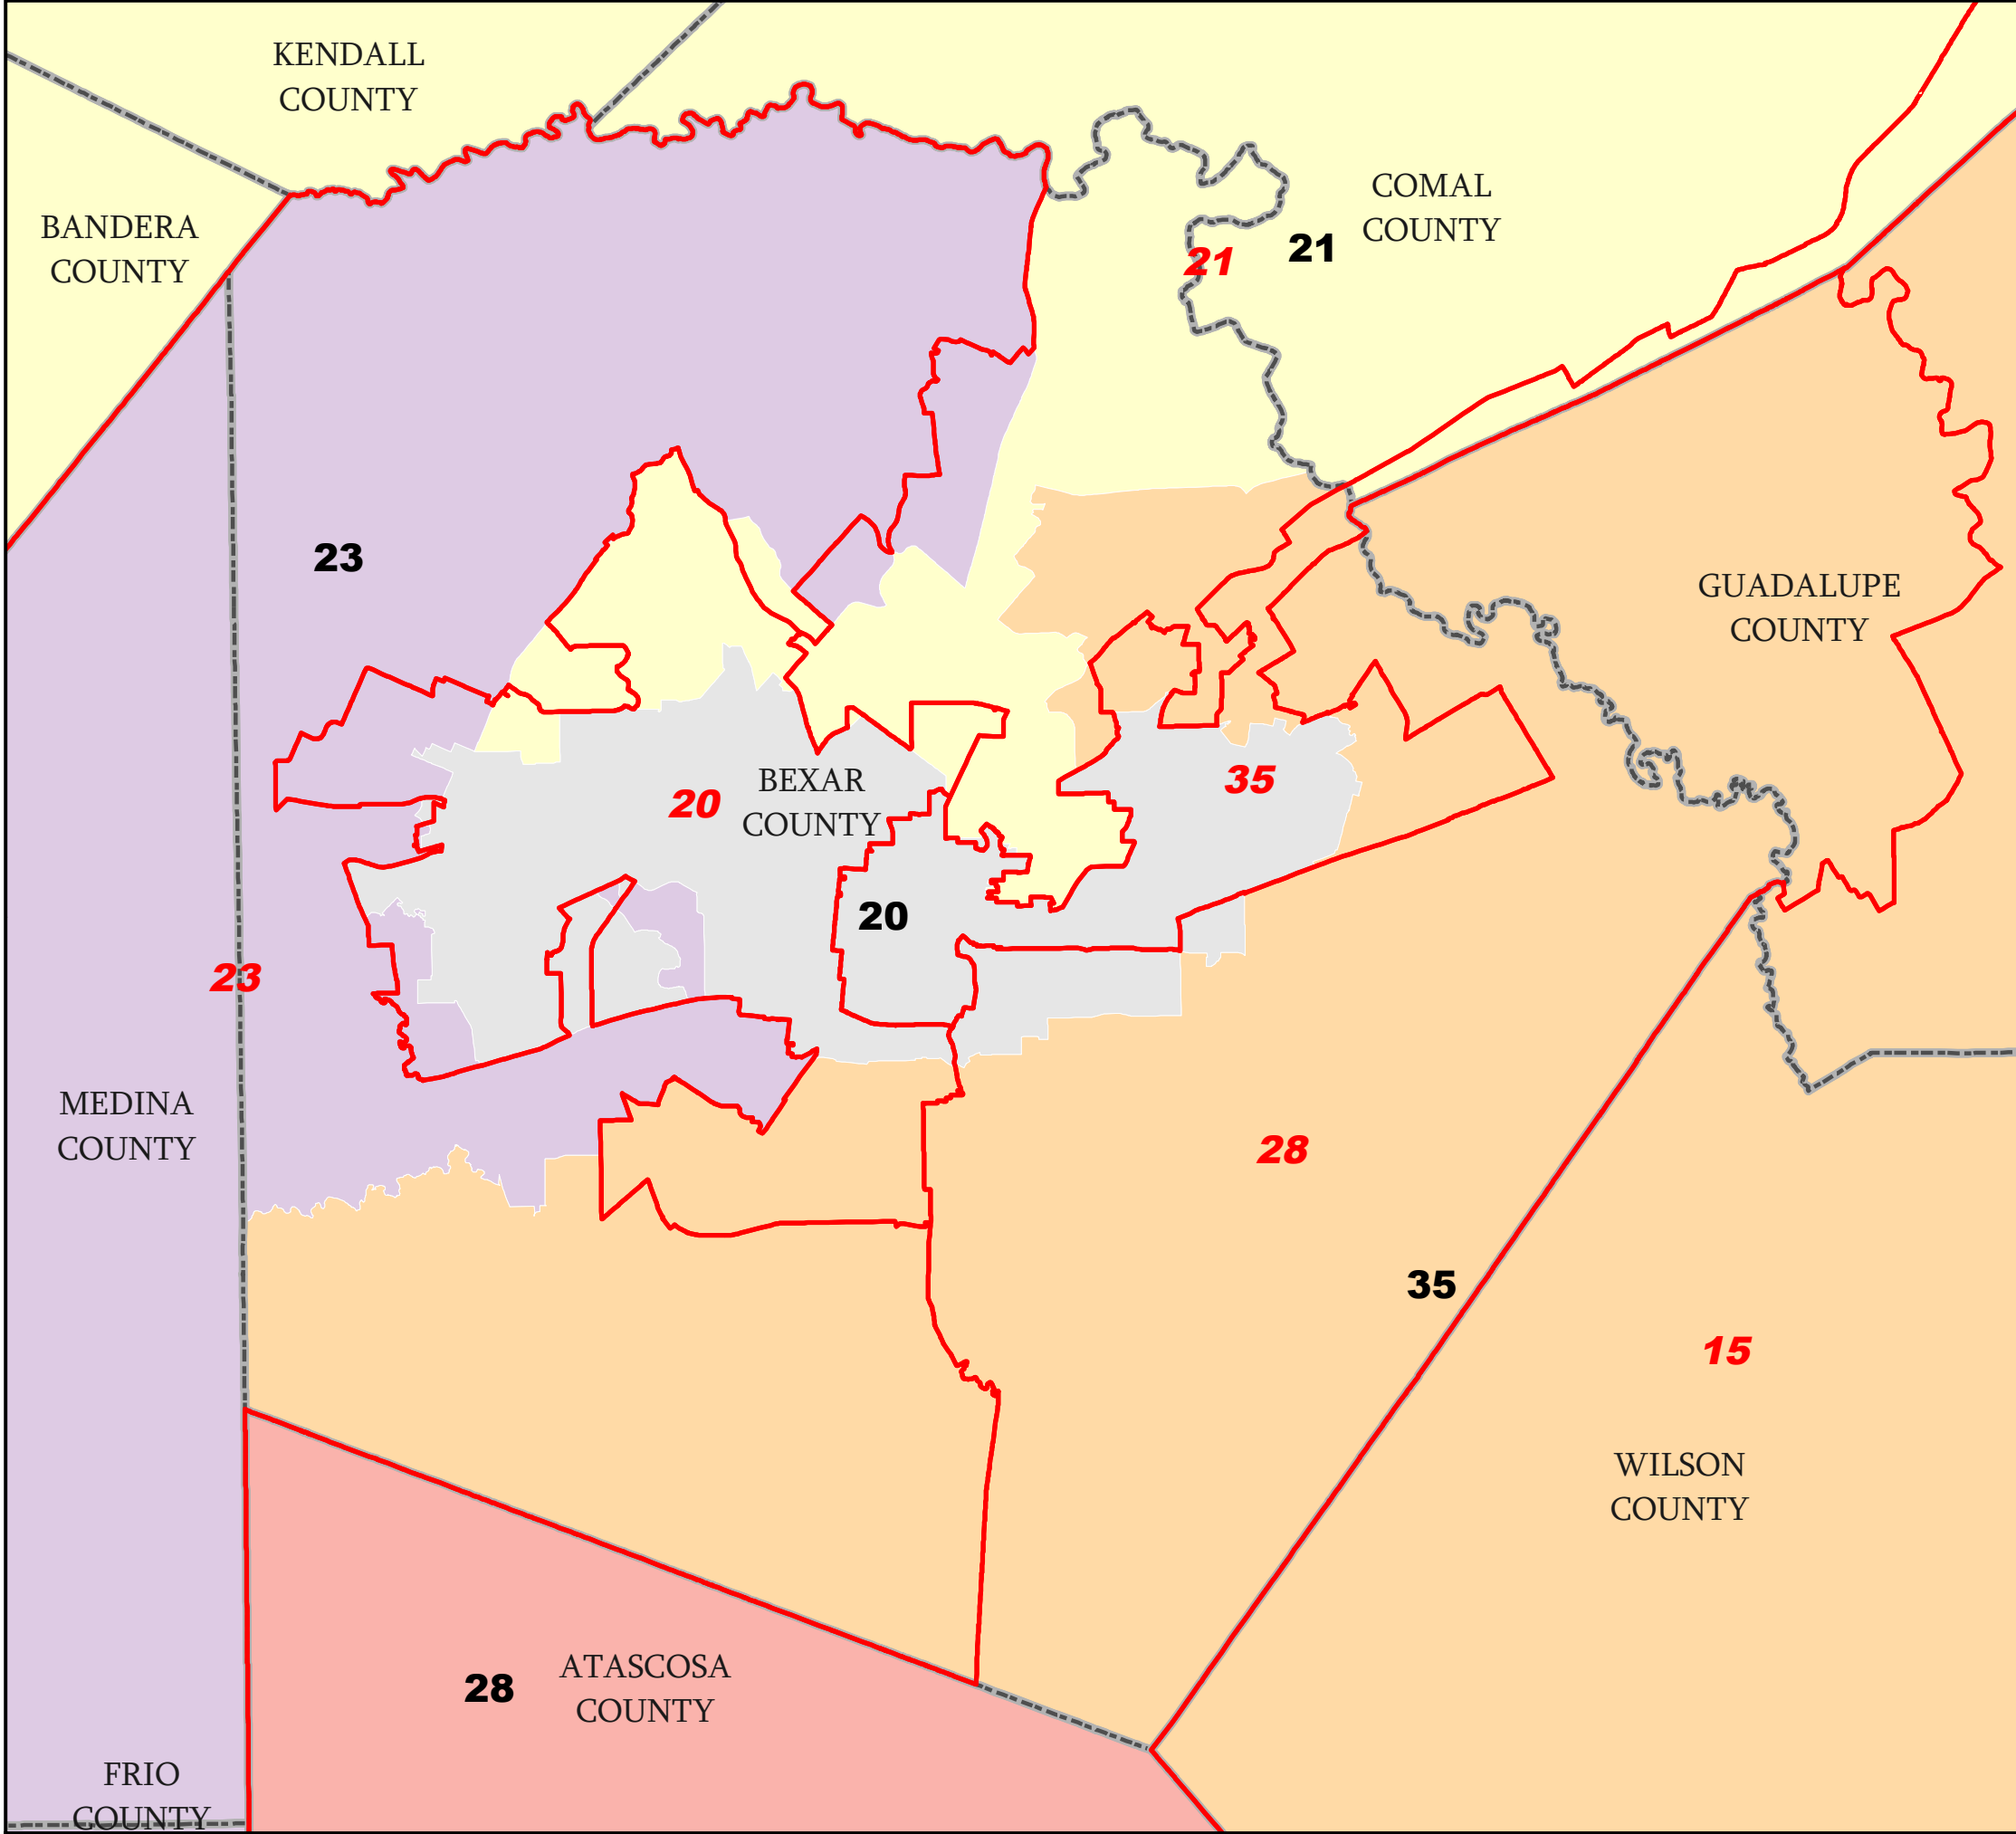 KENDALL
COUNTY
COMAL
COUNTY
BANDERA
COUNTY
21
21
23
GUADALUPE
COUNTY
BEXAR
COUNTY
20
35
20
23
MEDINA
COUNTY
28
35
15
WILSON
COUNTY
ATASCOSA
COUNTY
28
FRIO
COUNTY